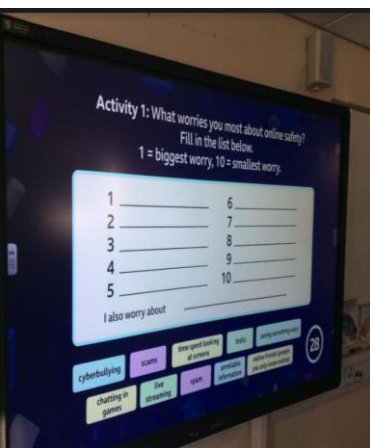 Activity 1: What worries you most about online safety?
Fill in the list below.
1 = biggest worry, 10 = smallest worry.
1
2
3
4
5
6
7
8
9
10
I also worry about
cyberbullying
scams
time spent looking
at screens
trolls
seeing something scary
chatting in
games
live
streaming
spam
unreliable
information
online friends (people
you only know online)
28